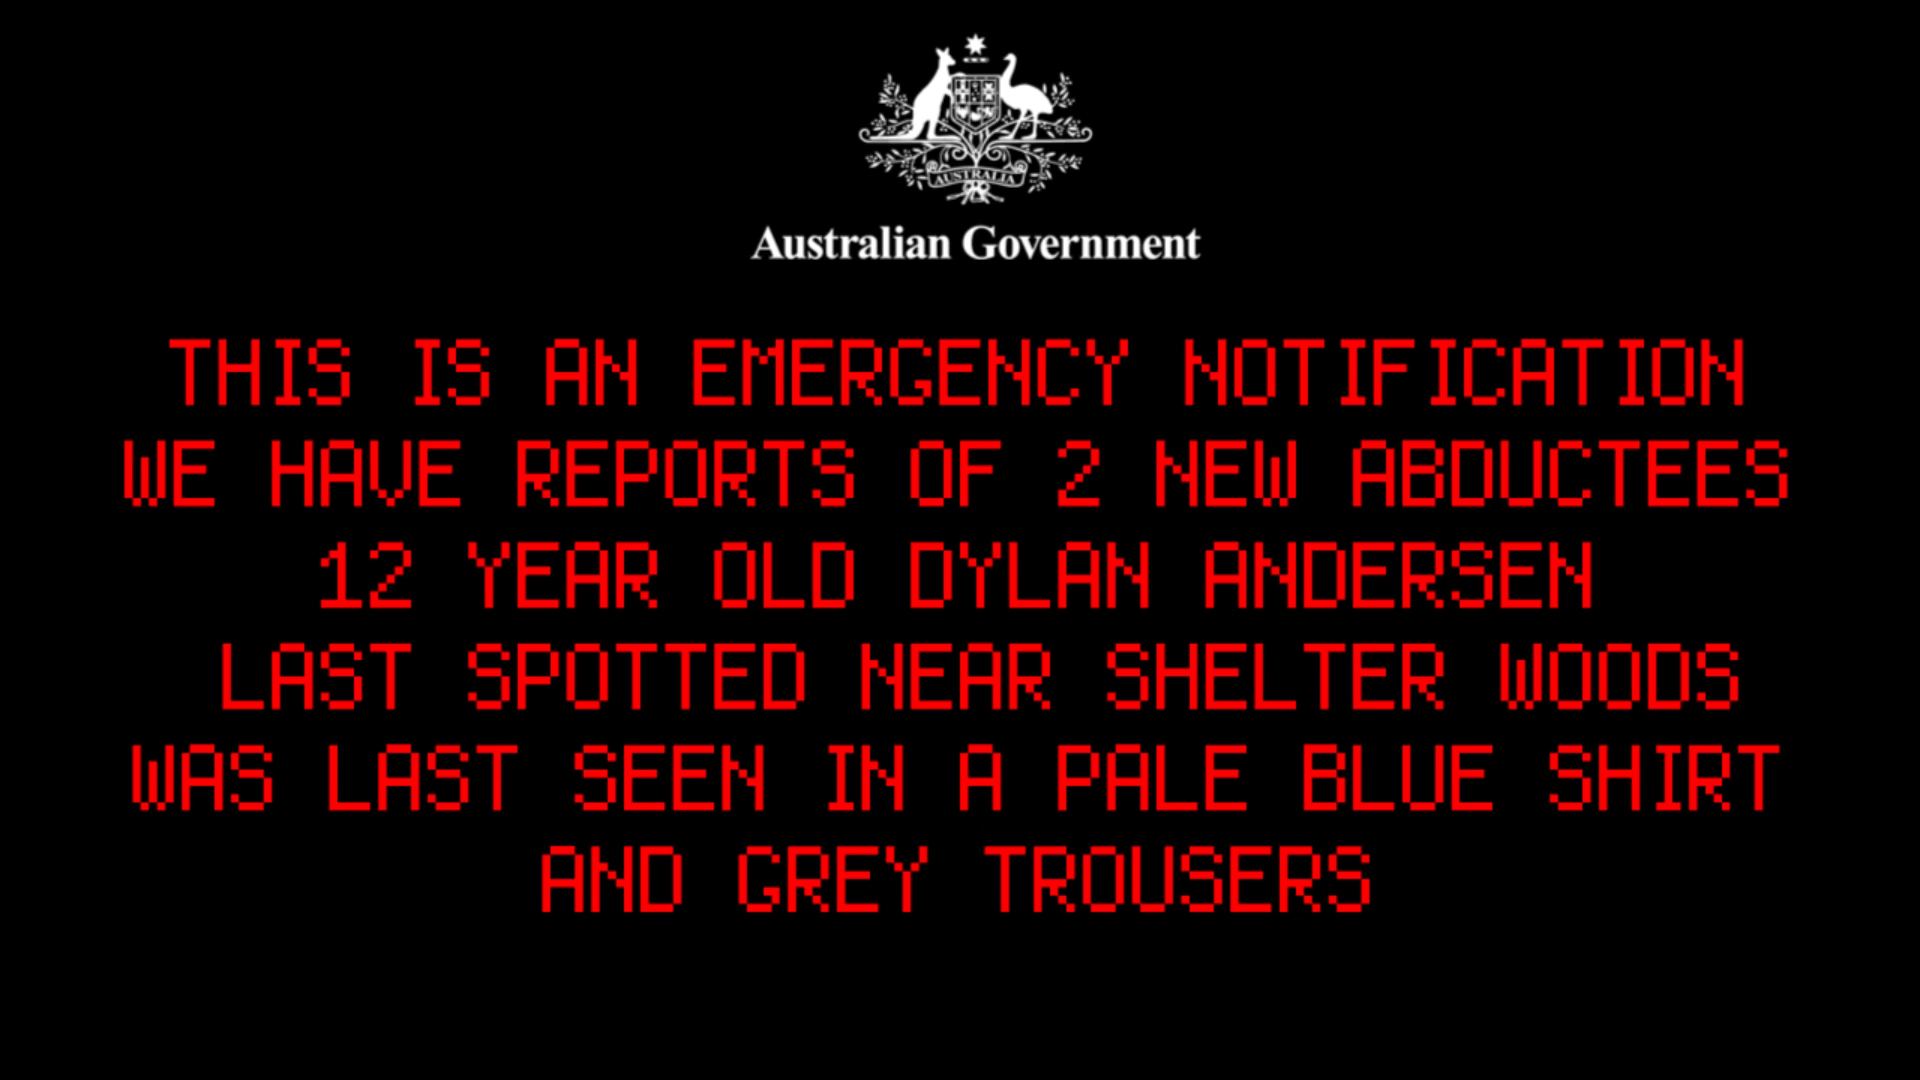 AUSTRALIA
Australian Government
THIS IS AN EMERGENCY NOTIFICATION
WE HAVE REPORTS OF 2 NEW ABDUCTEES
12 YEAR OLD DYLAN ANDERSEN
LAST SPOTTED NEAR SHELTER WOODS
WAS LAST SEEN IN A PALE BLUE SHIRT
AND GREY TROUSERS